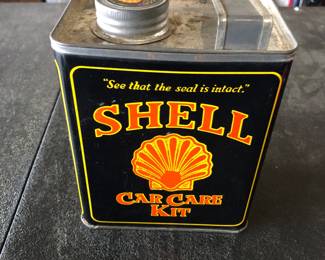 "See that the seal is intact."
SHELL
CAR CARE
KIT